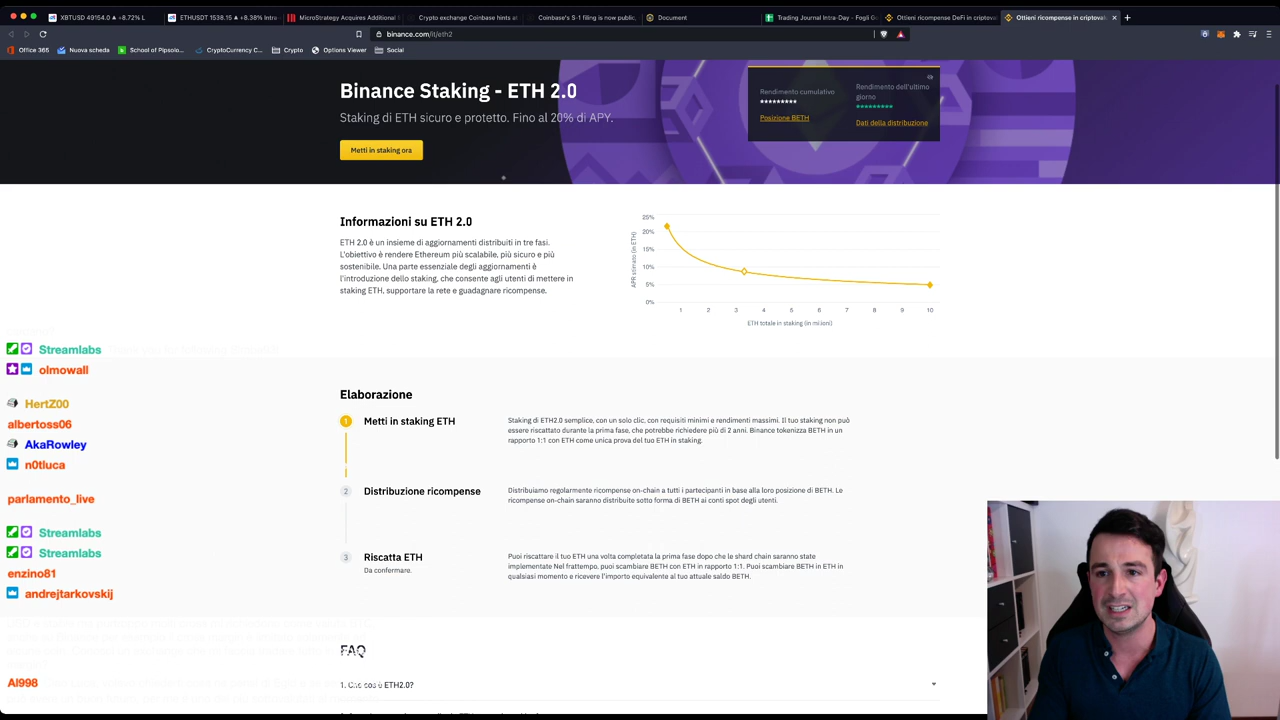 XBTUSD 49154.0 ▲ +8.72% L
ETHUSDT 1538.15 ▲ +8.38% Intra
MicroStrategy Acquires Additional
Crypto exchange Coinbase hints at
Coinbase's S-1 filing is now public,
Document
Trading Journal Intra-Day - Fogli G
Ottieni ricompense DeFi in criptova
Ottieni ricompense in criptoval
binance.com/it/eth2
Office 365
Nuova scheda
School of Pipsolo...
CryptoCurrency C...
Crypto
Options Viewer
Social
Binance Staking - ETH 2.0
Staking di ETH sicuro e protetto. Fino al 20% di APY.
Metti in staking ora
Rendimento cumulativo
*********
Posizione BETH
Rendimento dell'ultimo
giorno
*********
Dati della distribuzione
Informazioni su ETH 2.0
ETH 2.0 è un insieme di aggiornamenti distribuiti in tre fasi.
L'obiettivo è rendere Ethereum più scalabile, più sicuro e più
sostenibile. Una parte essenziale degli aggiornamenti è
l'introduzione dello staking, che consente agli utenti di mettere in
staking ETH, supportare la rete e guadagnare ricompense.
APR stimato (in ETH)
25%
20%
15%
10%
5%
0%
1 2 3 4 5 6 7 8 9 10
ETH totale in staking (in milioni)
Streamlabs
olmowall
HertZ00
albertoss06
AkaRowley
n0tluca
parlamento_live
Streamlabs
Streamlabs
enzino81
andrejtarkovskij
Al998
Elaborazione
1
Metti in staking ETH
Staking di ETH2.0 semplice, con un solo clic, con requisiti minimi e rendimenti massimi. Il tuo staking non può
essere riscattato durante la prima fase, che potrebbe richiedere più di 2 anni. Binance tokenizza BETH in un
rapporto 1:1 con ETH come unica prova del tuo ETH in staking.
2
Distribuzione ricompense
Distribuiamo regolarmente ricompense on-chain a tutti i partecipanti in base alla loro posizione di BETH. Le
ricompense on-chain saranno distribuite sotto forma di BETH ai conti spot degli utenti.
3
Riscatta ETH
Da confermare.
Puoi riscattare il tuo ETH una volta completata la prima fase dopo che le shard chain saranno state
implementate Nel frattempo, puoi scambiare BETH con ETH in rapporto 1:1. Puoi scambiare BETH in ETH in
qualsiasi momento e ricevere l'importo equivalente al tuo attuale saldo BETH.
FAQ
1. Che cos'è ETH2.0?